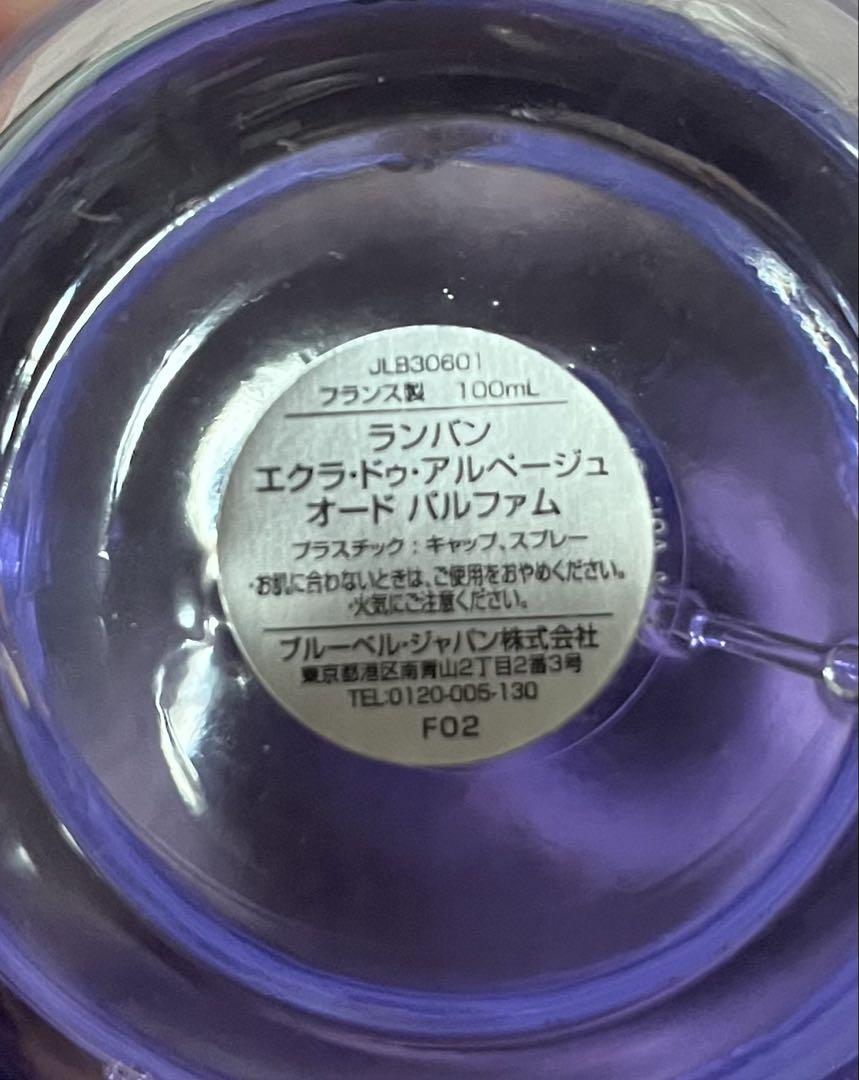 JLB30601
フランス製 100mL
ランバン
エクラ・ドゥ・アルページュ
オード パルファム
プラスチック：キャップ、スプレー
・お肌に合わないときは、ご使用をおやめください。
・火気にご注意ください。
ブルーベル・ジャパン株式会社
東京都港区南青山2丁目2番3号
TEL:0120-005-130
F02